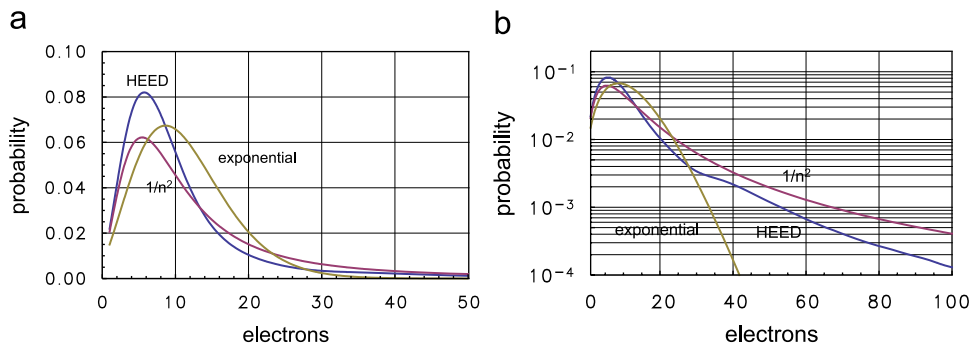 a
0.10
0.08
0.06
0.04
0.02
0.00
probability
HEED
1/n²
exponential
0 10 20 30 40 50
electrons
b
10⁻¹
10⁻²
10⁻³
10⁻⁴
probability
1/n²
exponential
HEED
0 20 40 60 80 100
electrons